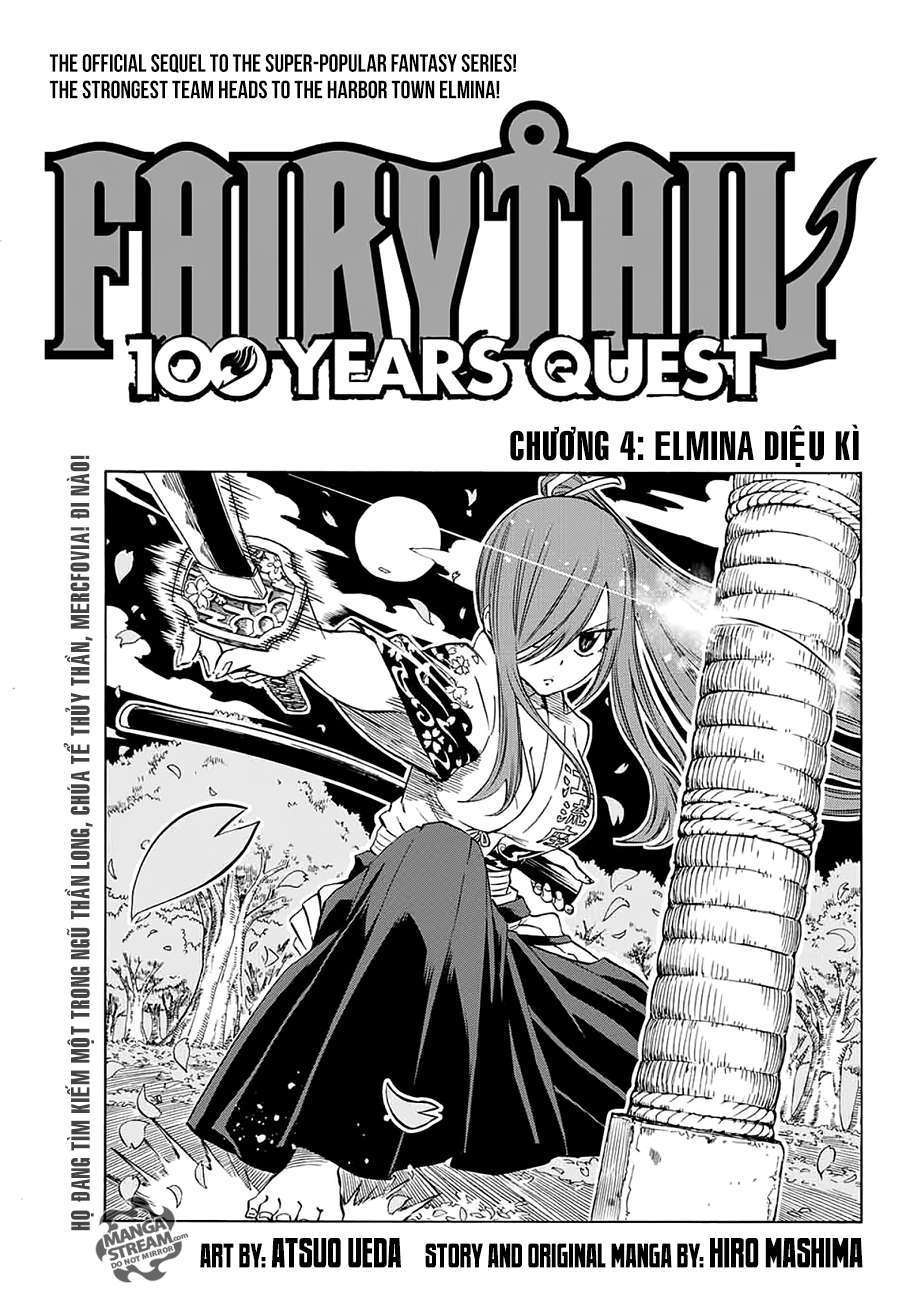 THE OFFICIAL SEQUEL TO THE SUPER-POPULAR FANTASY SERIES!
THE STRONGEST TEAM HEADS TO THE HARBOR TOWN ELMINA!
FAIRY TAIL
100 YEARS QUEST
CHƯƠNG 4: ELMINA DIỆU KÌ
HỌ ĐANG TÌM KIẾM MỘT TRONG NGŨ THẦN LONG, CHÚA TỂ THỦY THẦN, MERCFOVIA! ĐI NÀO!
MANGA
STREAM.com
DO NOT MIRROR
ART BY: ATSUO UEDA STORY AND ORIGINAL MANGA BY: HIRO MASHIMA